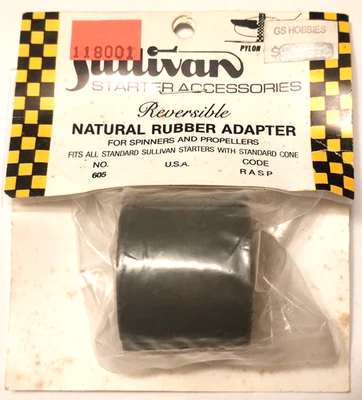 118001
GS HOBBIES
$
PYLON
Sullivan
STARTER ACCESSORIES
Reversible
NATURAL RUBBER ADAPTER
FOR SPINNERS AND PROPELLERS
FITS ALL STANDARD SULLIVAN STARTERS WITH STANDARD CONE
NO. U.S.A. CODE
605 RASP